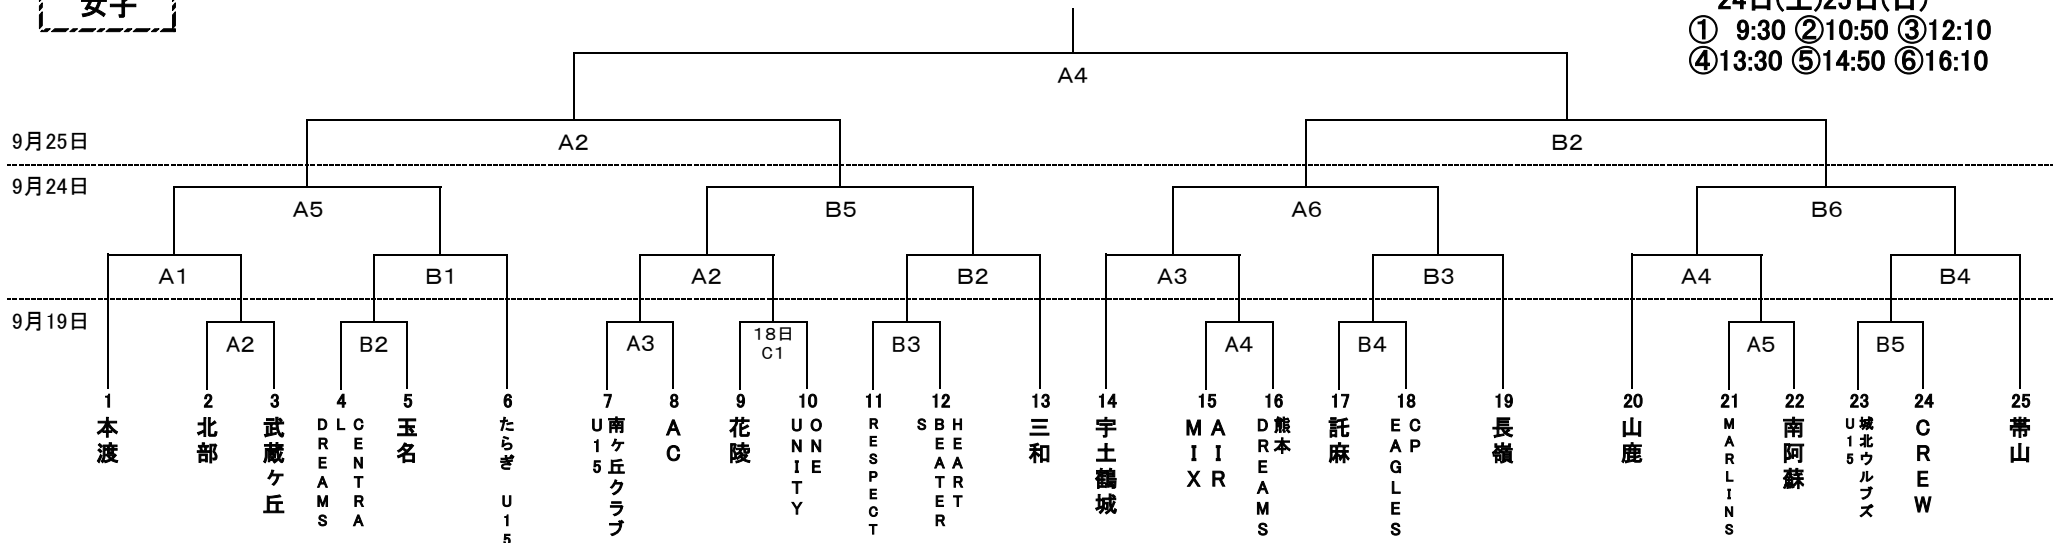 女子
24日(土)25日(日)
① 9:30 ②10:50 ③12:10
④13:30 ⑤14:50 ⑥16:10
A4
9月25日
A2
B2
9月24日
A5
B5
A6
B6
A1
B1
A2
B2
A3
B3
A4
B4
9月19日
A2
B2
A3
18日
C1
B3
A4
B4
A5
B5
1
本渡
2
北部
3
武蔵ヶ丘
4
CENTRAL
DREAMS
5
玉名
6
たらぎ U15
7
南ヶ丘クラブ
U15
8
AC
9
花陵
10
ONE
UNITY
11
RESPECT
12
HEART
BEATERS
13
三和
14
宇土鶴城
15
AIR
MIX
16
熊本
DREAMS
17
託麻
18
CP
EAGLES
19
長嶺
20
山鹿
21
MARLINS
22
南阿蘇
23
城北ウルブズ
U15
24
CREW
25
帯山